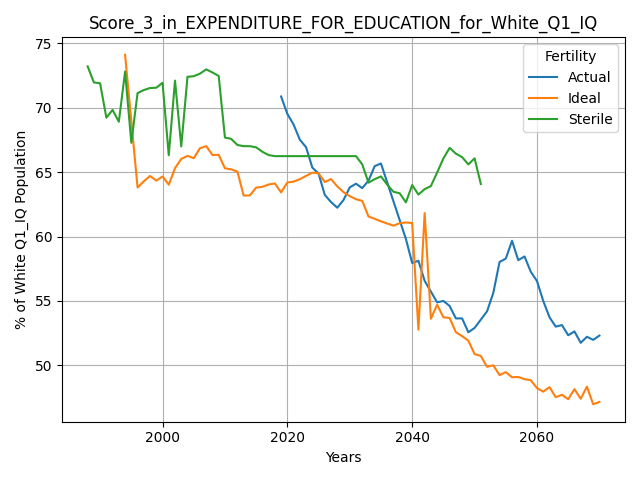 Score_3_in_EXPENDITURE_FOR_EDUCATION_for_White_Q1_IQ
Fertility
Actual
Ideal
Sterile
% of White Q1_IQ Population
75
70
65
60
55
50
2000
2020
2040
2060
Years